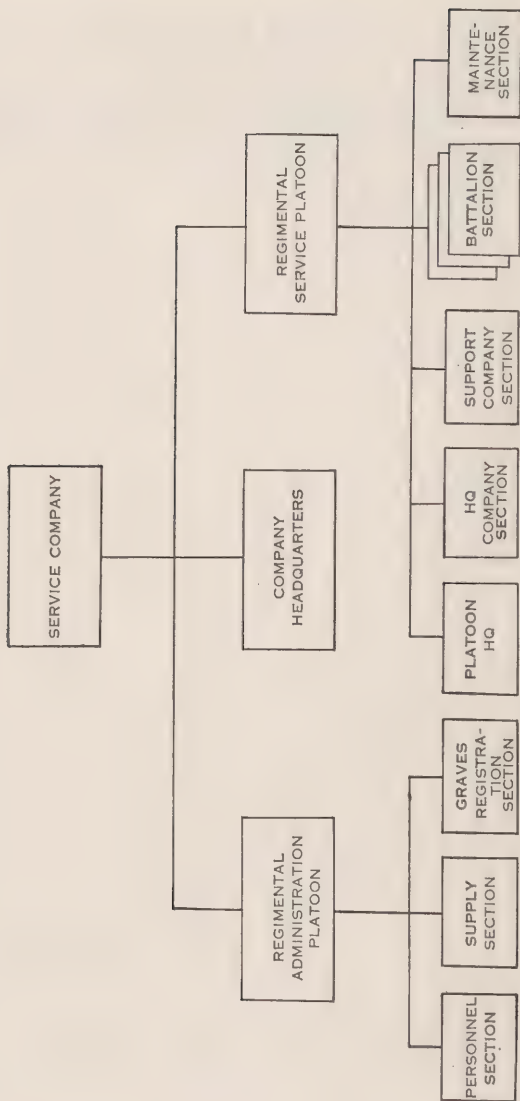 SERVICE COMPANY
REGIMENTAL
ADMINISTRATION
PLATOON
COMPANY
HEADQUARTERS
REGIMENTAL
SERVICE PLATOON
PERSONNEL
SECTION
SUPPLY
SECTION
GRAVES
REGISTRA-
TION
SECTION
PLATOON
HQ
HQ
COMPANY
SECTION
SUPPORT
COMPANY
SECTION
BATTALION
SECTION
MAINTE-
NANCE
SECTION